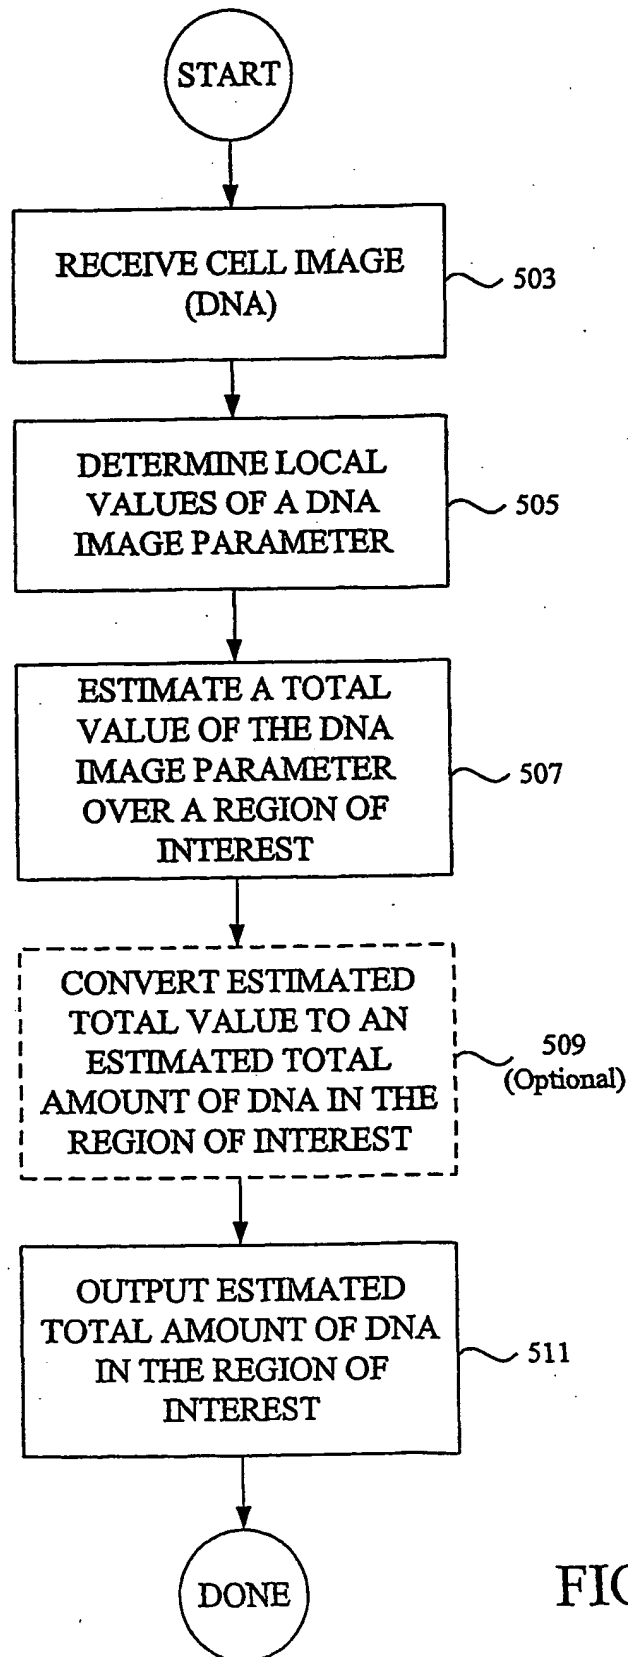 START
RECEIVE CELL IMAGE
(DNA)
503
DETERMINE LOCAL
VALUES OF A DNA
IMAGE PARAMETER
505
ESTIMATE A TOTAL
VALUE OF THE DNA
IMAGE PARAMETER
OVER A REGION OF
INTEREST
507
CONVERT ESTIMATED
TOTAL VALUE TO AN
ESTIMATED TOTAL
AMOUNT OF DNA IN THE
REGION OF INTEREST
509
(Optional)
OUTPUT ESTIMATED
TOTAL AMOUNT OF DNA
IN THE REGION OF
INTEREST
511
DONE